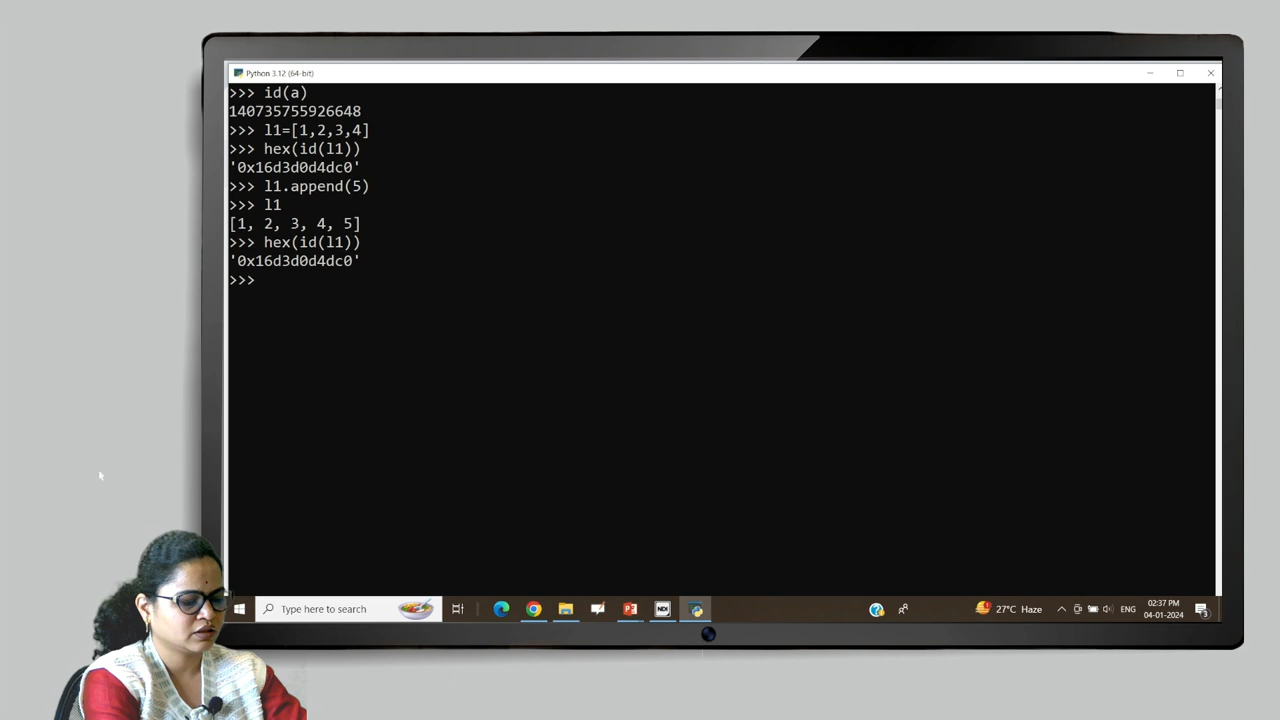 Python 3.12 (64-bit)
>>> id(a)
140735755926648
>>> l1=[1,2,3,4]
>>> hex(id(l1))
'0x16d3d0d4dc0'
>>> l1.append(5)
>>> l1
[1, 2, 3, 4, 5]
>>> hex(id(l1))
'0x16d3d0d4dc0'
>>>
Type here to search
NDI
27°C Haze
ENG
02:37 PM
04-01-2024
3